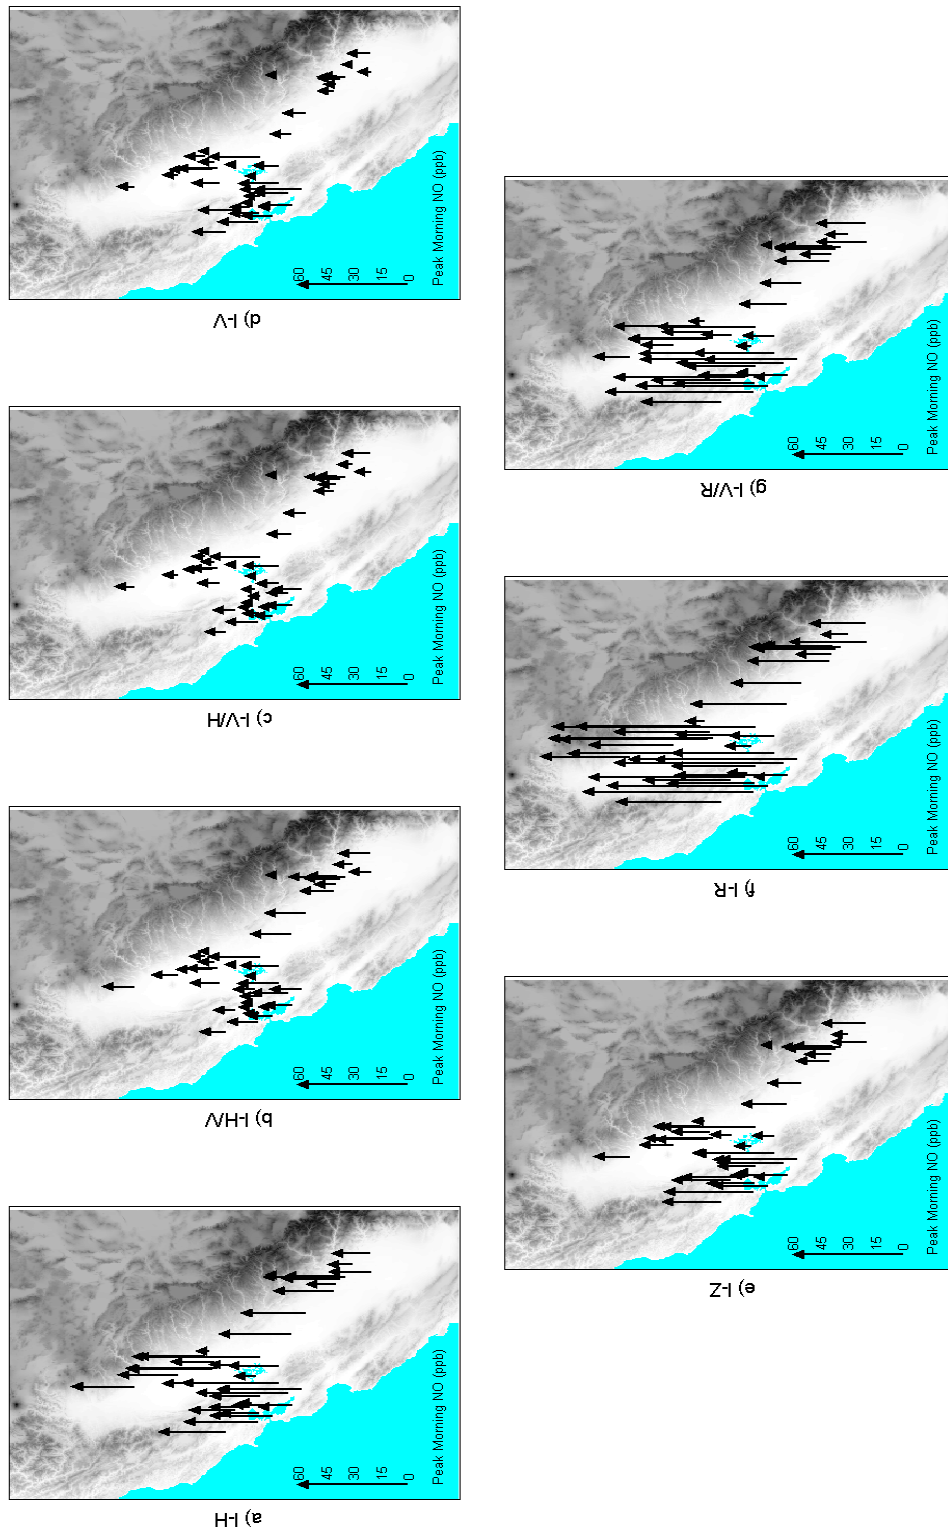 a) I-H
60
45
30
15
0
Peak Morning NO (ppb)
b) I-H/V
60
45
30
15
0
Peak Morning NO (ppb)
c) I-V/H
60
45
30
15
0
Peak Morning NO (ppb)
d) I-V
60
45
30
15
0
Peak Morning NO (ppb)
e) I-Z
60
45
30
0
Peak Morning NO (ppb)
f) I-R
60
45
30
0
Peak Morning NO (ppb)
g) I-V/R
60
45
30
0
Peak Morning NO (ppb)